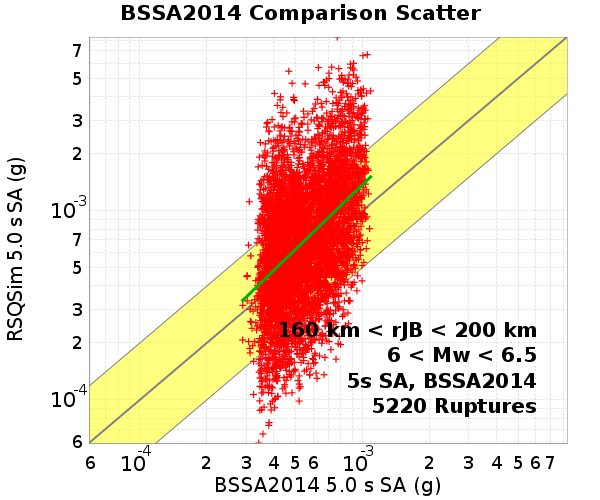 BSSA2014 Comparison Scatter
RSQSim 5.0 s SA (g)
7
5
3
2
10-3
7
5
3
2
10-4
6
160 km < rJB < 200 km
6 < Mw < 6.5
5s SA, BSSA2014
5220 Ruptures
6 10-4 2 3 4 5 6 10-3 2 3 4 5 6 7
BSSA2014 5.0 s SA (g)